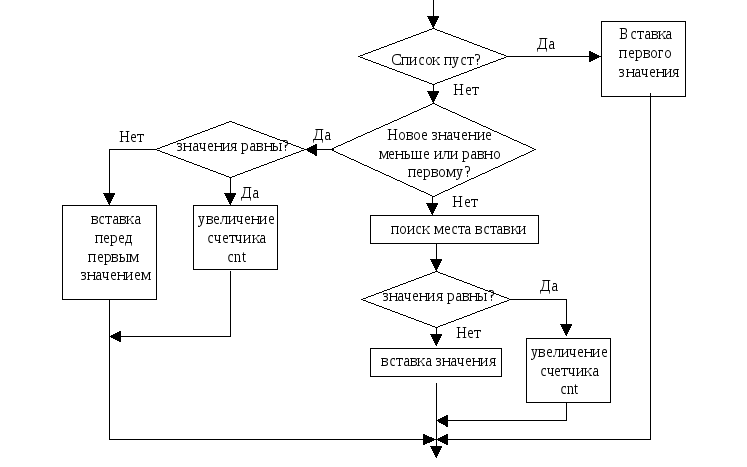 Список пуст?
Да
Вставка
первого
значения
Нет
Новое значение
меньше или равно
первому?
Да
значения равны?
Нет
Да
вставка
перед
первым
значением
увеличение
счетчика
cnt
Нет
поиск места вставки
значения равны?
Да
Нет
вставка значения
увеличение
счетчика
cnt